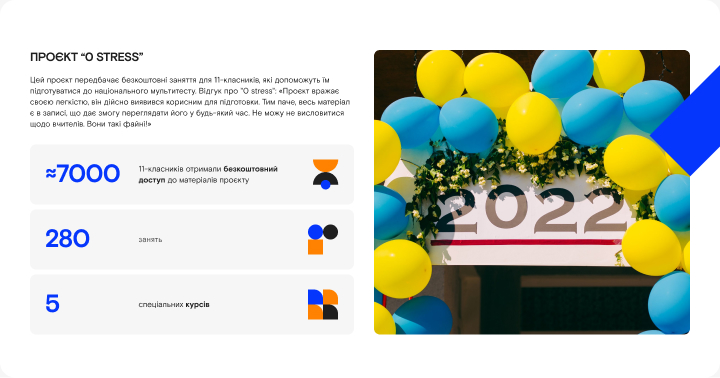 ПРОЄКТ “0 STRESS”
Цей проєкт передбачає безкоштовні заняття для 11-класників, які допоможуть їм
підготуватися до національного мультитесту. Відгук про "0 stress": «Проєкт вражає
своєю легкістю, він дійсно виявився корисним для підготовки. Тим паче, весь матеріал
є в записі, що дає змогу переглядати його у будь-який час. Не можу не висловитися
щодо вчителів. Вони такі файні!»
≈7000
11-класників отримали безкоштовний
доступ до матеріалів проєкту
280
занять
5
спеціальних курсів
2022